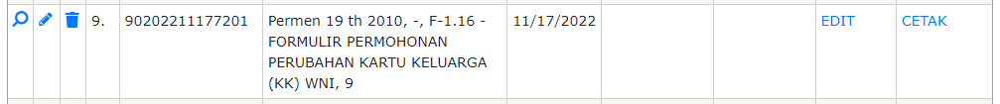 9. 90202211177201 Permen 19 th 2010, -, F-1.16 - 11/17/2022 EDIT CETAK
FORMULIR PERMOHONAN
PERUBAHAN KARTU KELUARGA
(KK) WNI, 9